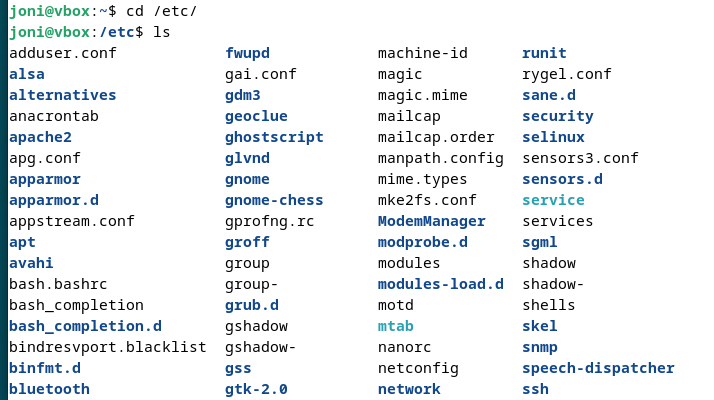 joni@vbox:~$ cd /etc/
joni@vbox:/etc$ ls
adduser.conf fwupd machine-id runit
alsa gai.conf magic rygel.conf
alternatives gdm3 magic.mime sane.d
anacrontab geoclue mailcap security
apache2 ghostscript mailcap.order selinux
apg.conf glvnd manpath.config sensors3.conf
apparmor gnome mime.types sensors.d
apparmor.d gnome-chess mke2fs.conf service
appstream.conf gprofng.rc ModemManager services
apt groff modprobe.d sgml
avahi group modules shadow
bash.bashrc group- modules-load.d shadow-
bash_completion grub.d motd shells
bash_completion.d gshadow mtab skel
bindresvport.blacklist gshadow- nanorc snmp
binfmt.d gss netconfig speech-dispatcher
bluetooth gtk-2.0 network ssh